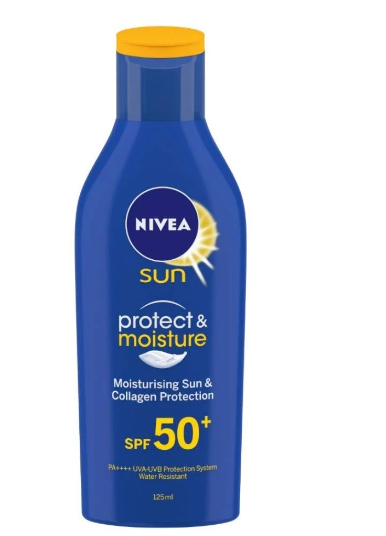 NIVEA
sun
protect &
moisture
Moisturising Sun &
Collagen Protection
SPF 50+
PA++++ UVA-UVB Protection System
Water Resistant
125ml